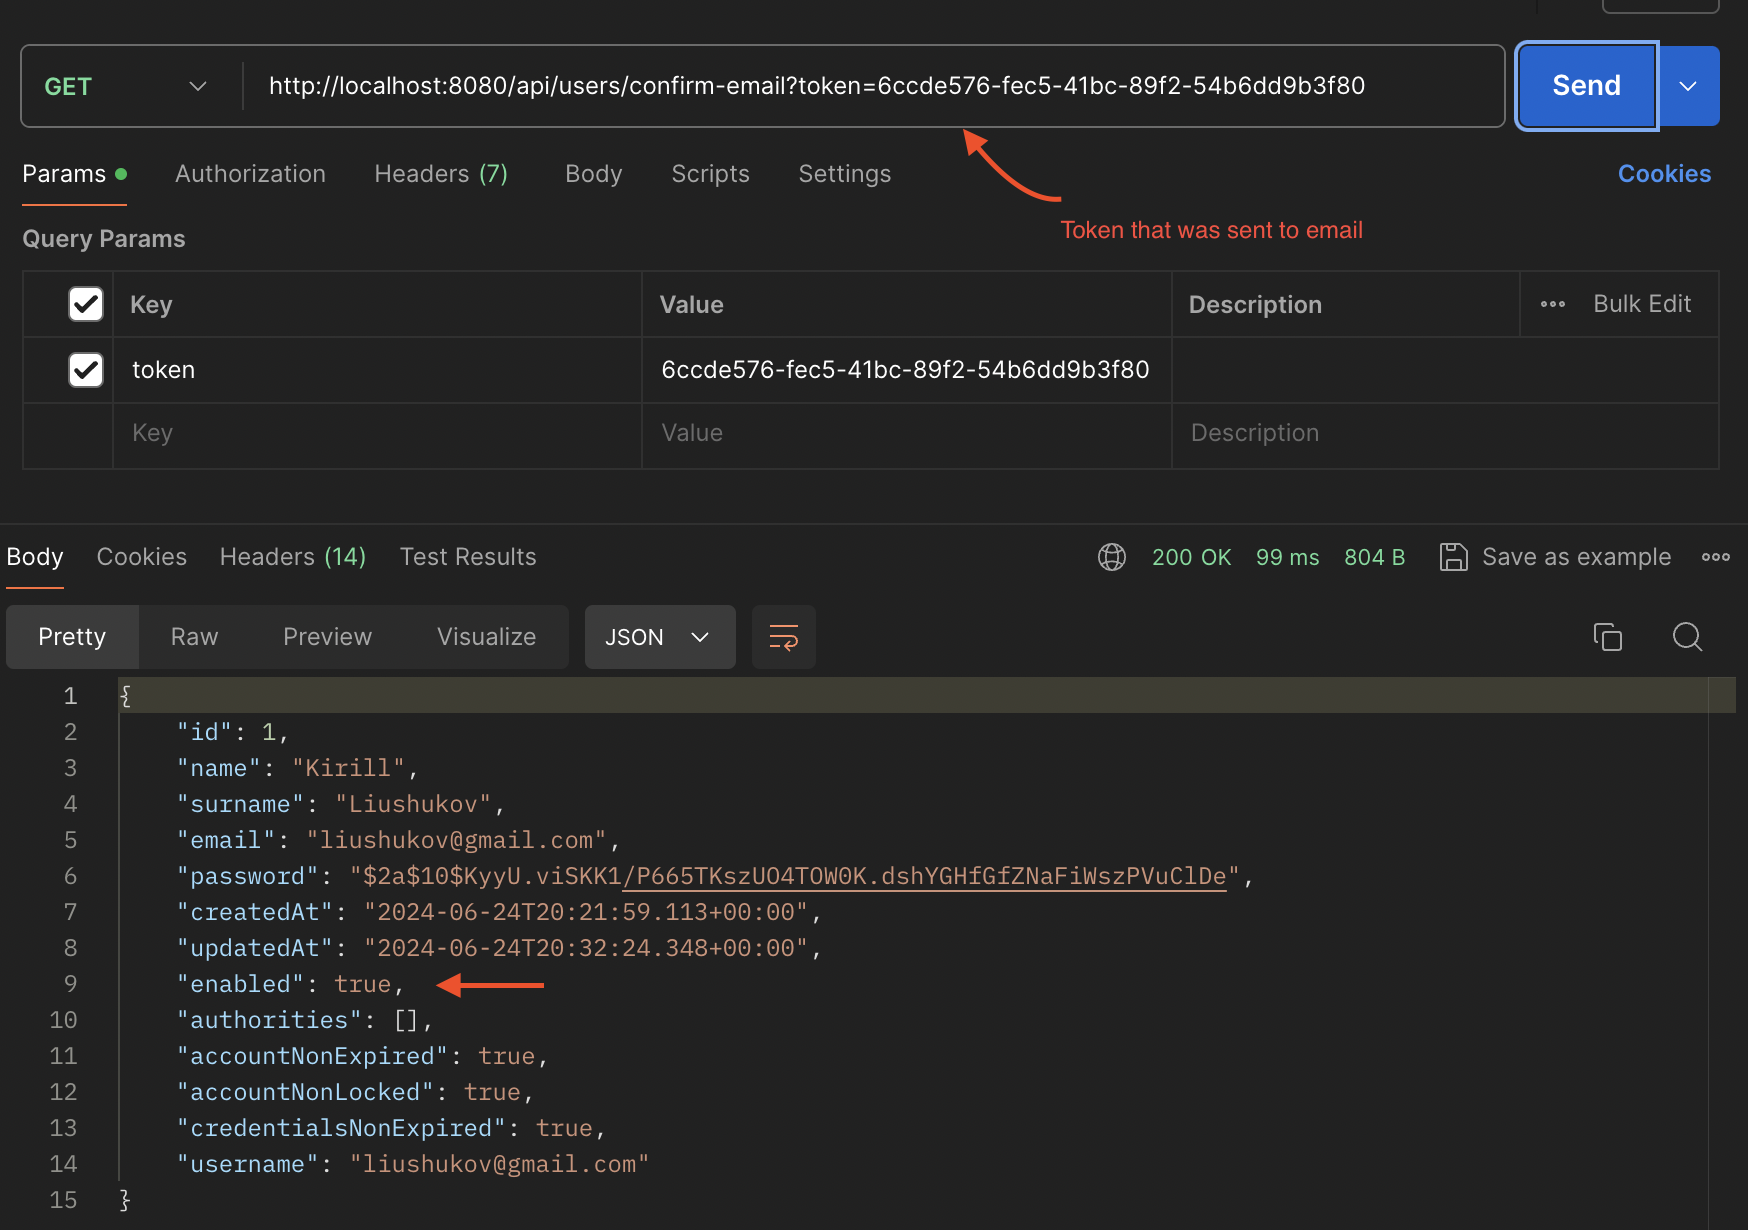 GET http://localhost:8080/api/users/confirm-email?token=6ccde576-fec5-41bc-89f2-54b6dd9b3f80 Send
Params Authorization Headers (7) Body Scripts Settings Cookies
Token that was sent to email
Query Params
Key Value Description Bulk Edit
token 6ccde576-fec5-41bc-89f2-54b6dd9b3f80
Key Value Description
Body Cookies Headers (14) Test Results 200 OK 99 ms 804 B Save as example
Pretty Raw Preview Visualize JSON
1 {
2 "id": 1,
3 "name": "Kirill",
4 "surname": "Liushukov",
5 "email": "liushukov@gmail.com",
6 "password": "$2a$10$KyyU.viSKK1/P665TKszUO4TOW0K.dshYGHfGfZNaFiWszPVuClDe",
7 "createdAt": "2024-06-24T20:21:59.113+00:00",
8 "updatedAt": "2024-06-24T20:32:24.348+00:00",
9 "enabled": true,
10 "authorities": [],
11 "accountNonExpired": true,
12 "accountNonLocked": true,
13 "credentialsNonExpired": true,
14 "username": "liushukov@gmail.com"
15 }